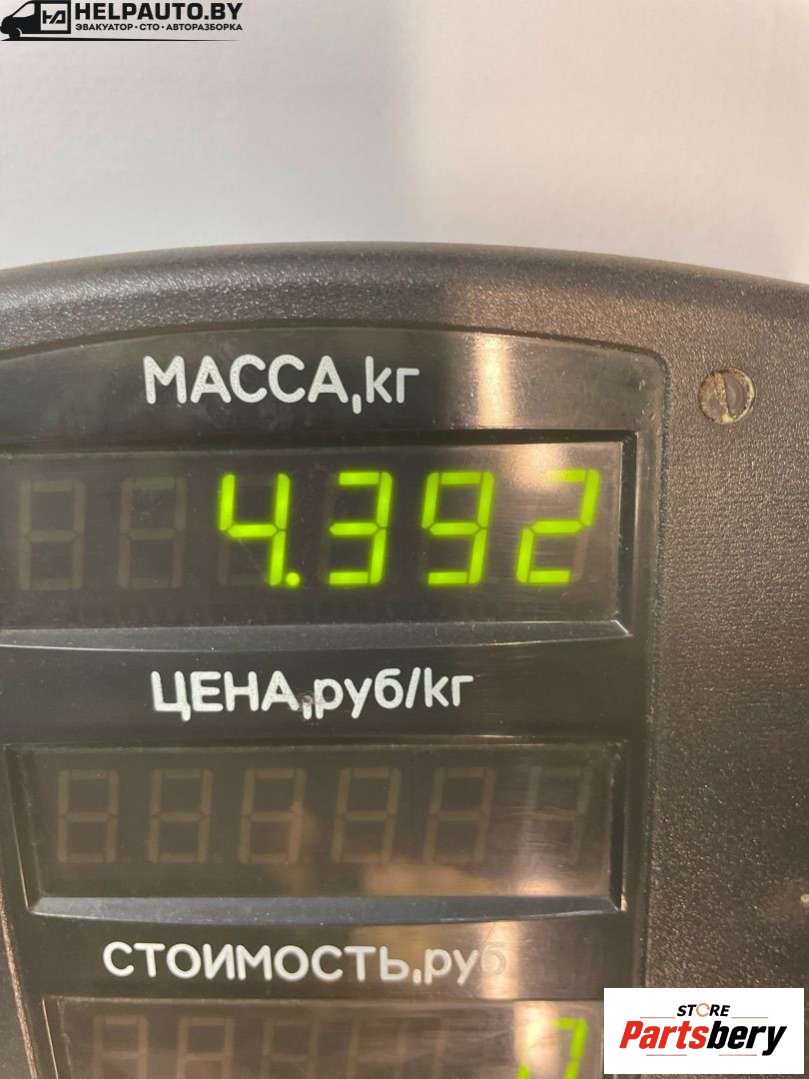 HELPAUTO.BY
ЭВАКУАТОР • СТО • АВТОРАЗБОРКА
МАССА,кг
4.392
ЦЕНА,руб/кг
СТОИМОСТЬ,руб
STORE
Partsbery